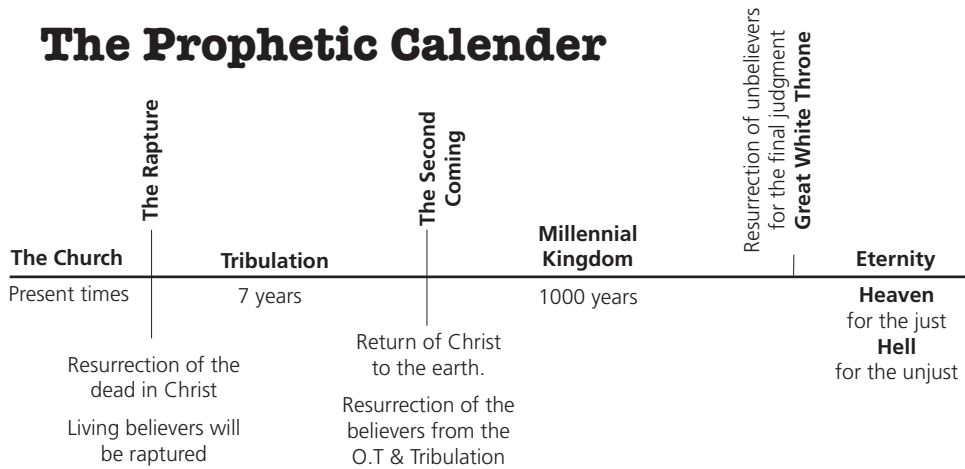 The Prophetic Calender
The Church
Present times
The Rapture
Resurrection of the
dead in Christ
Living believers will
be raptured
Tribulation
7 years
The Second
Coming
Return of Christ
to the earth.
Resurrection of the
believers from the
O.T & Tribulation
Millennial
Kingdom
1000 years
Resurrection of unbelievers
for the final judgment
Great White Throne
Eternity
Heaven
for the just
Hell
for the unjust